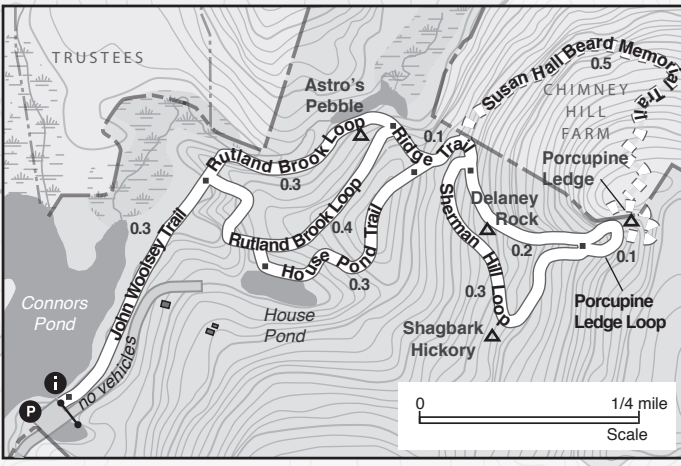 TRUSTEES
Astro's
Pebble
Susan Hall Beard Memorial Trail
0.5
CHIMNEY
HILL
FARM
Rutland Brook Loop
0.3
Ridge Trail
0.1
Porcupine
Ledge
John Woolsey Trail
0.3
Rutland Brook Loop
0.4
House Pond Trail
0.3
Sherman Hill Loop
0.3
Delaney
Rock
0.2
0.1
Porcupine
Ledge Loop
Connors
Pond
House
Pond
Shagbark
Hickory
no vehicles
i
P
0 1/4 mile
Scale